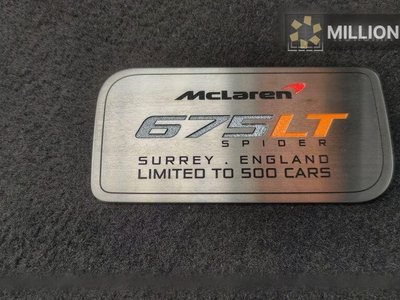 MILLION
McLaren
675LT
SPIDER
SURREY . ENGLAND
LIMITED TO 500 CARS